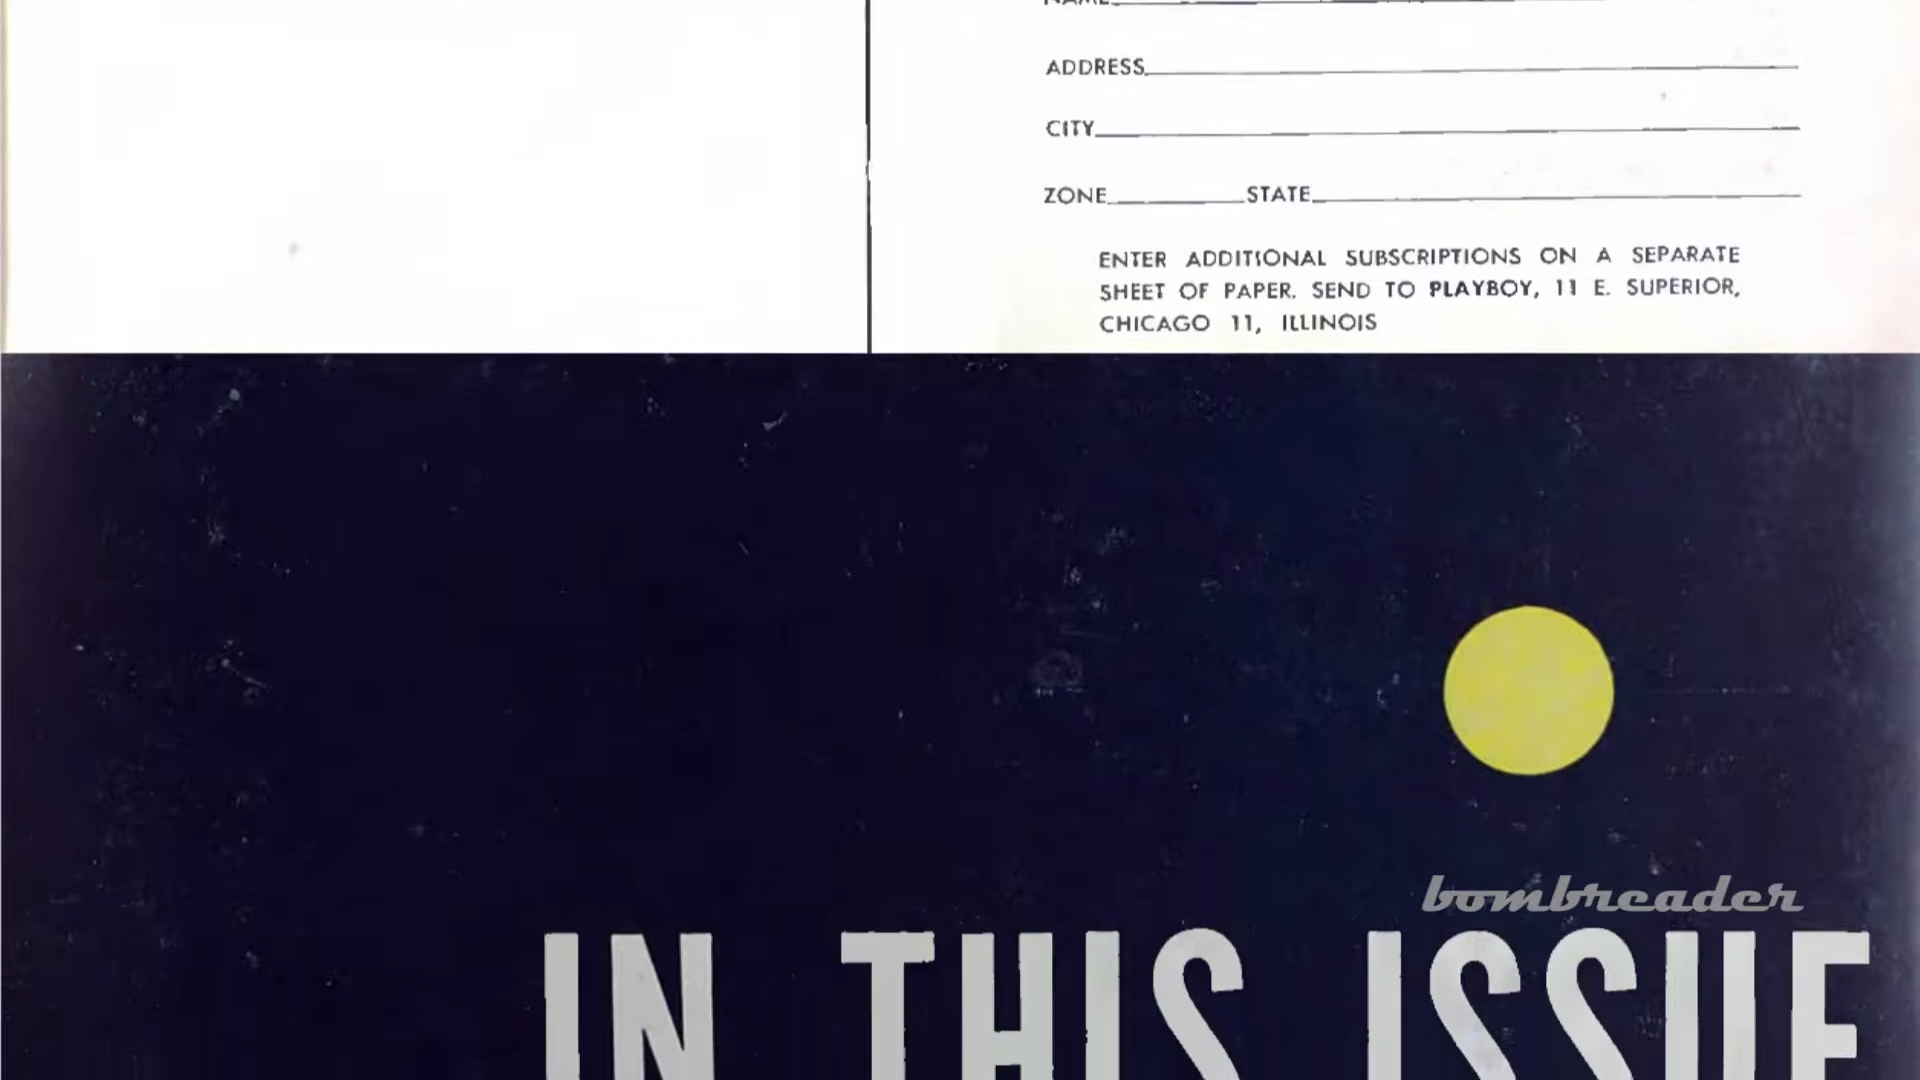 NAME
ADDRESS
CITY
ZONE STATE
ENTER ADDITIONAL SUBSCRIPTIONS ON A SEPARATE
SHEET OF PAPER. SEND TO PLAYBOY, 11 E. SUPERIOR,
CHICAGO 11, ILLINOIS
bombreader
IN THIS ISSUE